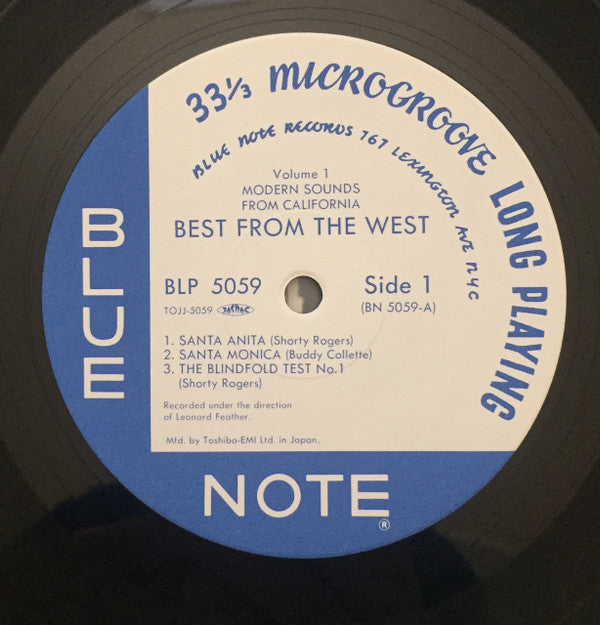 33⅓ MICROGROOVE LONG PLAYING
BLUE NOTE RECORDS 767 LEXINGTON AVE NYC
Volume 1
MODERN SOUNDS
FROM CALIFORNIA
BEST FROM THE WEST
BLP 5059
Side 1
TOJJ-5059
(BN 5059-A)
1. SANTA ANITA (Shorty Rogers)
2. SANTA MONICA (Buddy Collette)
3. THE BLINDFOLD TEST No.1
(Shorty Rogers)
Recorded under the direction
of Leonard Feather.
Mfd. by Toshiba-EMI Ltd. in Japan.
BLUE
NOTE
®